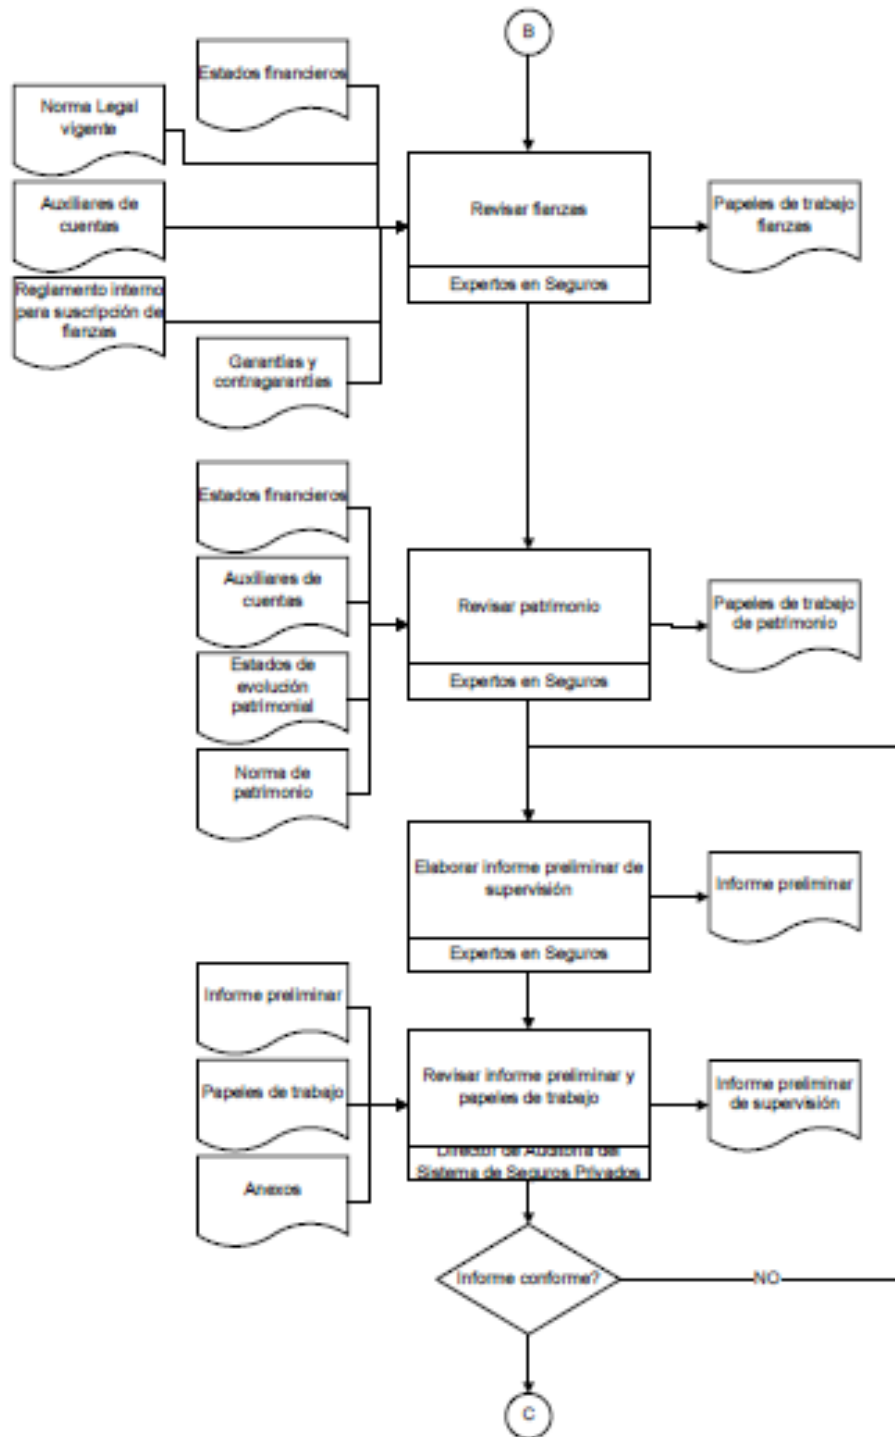 B
Estados financieros
Norma Legal
vigente
Auxiliares de
cuentas
Reglamento interno
para suscripción de
fianzas
Garantías y
contragarantías
Revisar fianzas
Expertos en Seguros
Papeles de trabajo
fianzas
Estados financieros
Auxiliares de
cuentas
Estados de
evolución
patrimonial
Norma de
patrimonio
Revisar patrimonio
Expertos en Seguros
Papeles de trabajo
de patrimonio
Elaborar informe preliminar de
supervisión
Expertos en Seguros
Informe preliminar
Informe preliminar
Papeles de trabajo
Anexos
Revisar informe preliminar y
papeles de trabajo
Director de Auditoría del
Sistema de Seguros Privados
Informe preliminar
de supervisión
Informe conforme?
NO
C